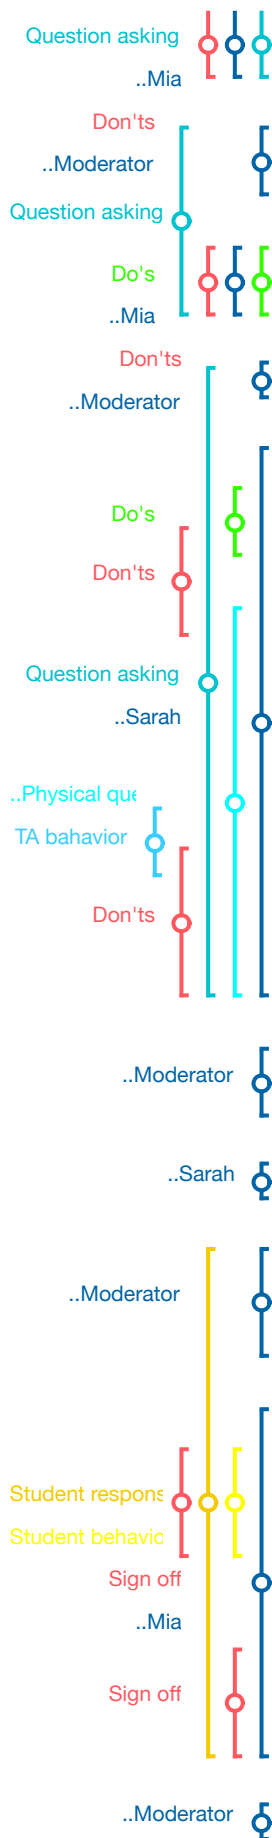 Question asking
..Mia
Don'ts
..Moderator
Question asking
Do's
..Mia
Don'ts
..Moderator
Do's
Don'ts
Question asking
..Sarah
..Physical que
TA bahavior
Don'ts
..Moderator
..Sarah
..Moderator
Student respons
Student behavio
Sign off
..Mia
Sign off
..Moderator